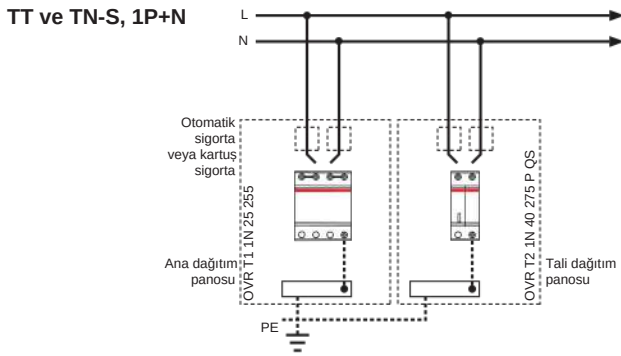 TT ve TN-S, 1P+N
L
N
Otomatik
sigorta
veya kartuş
sigorta
OVR T1 1N 25 255
OVR T2 1N 40 275 P QS
Ana dağıtım
panosu
Tali dağıtım
panosu
PE